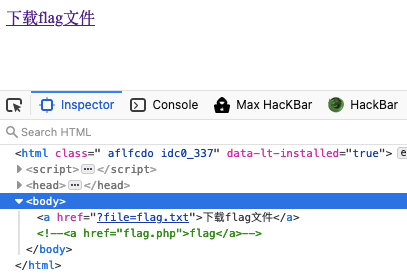 下载flag文件
Inspector Console Max HacKBar HackBar
Search HTML
<html class=" aflfcdo idc0_337" data-lt-installed="true"> e
<script> ••• </script>
<head> ••• </head>
<body>
<a href="?file=flag.txt">下载flag文件</a>
<!--<a href="flag.php">flag</a>-->
</body>
</html>